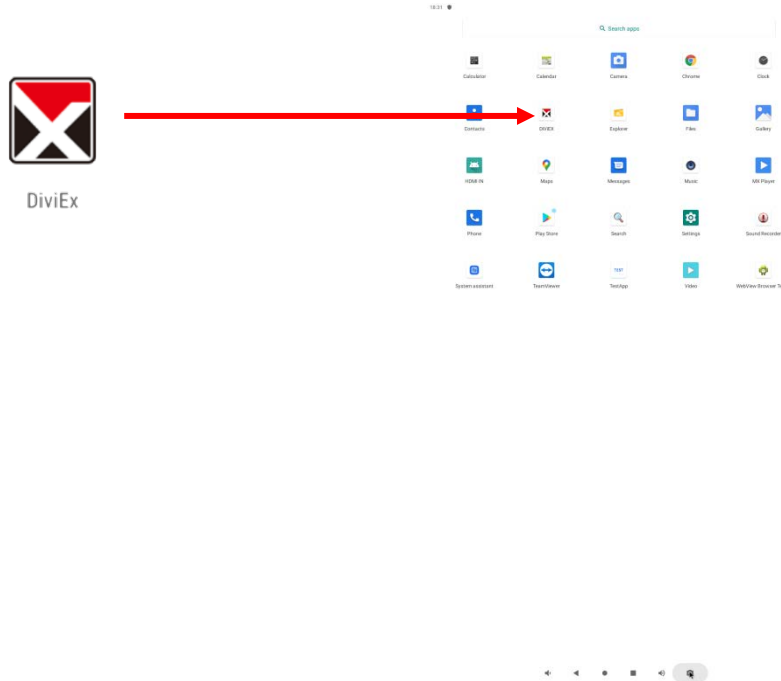 18:31
Search apps
Calculator Calendar Camera Chrome Clock
Contacts DIVIEX Explorer Files Gallery
DiviEx
HDMI IN Maps Messages Music MX Player
Phone Play Store Search Settings Sound Recorder
System assistant TeamViewer TestApp Video WebView Browser Te